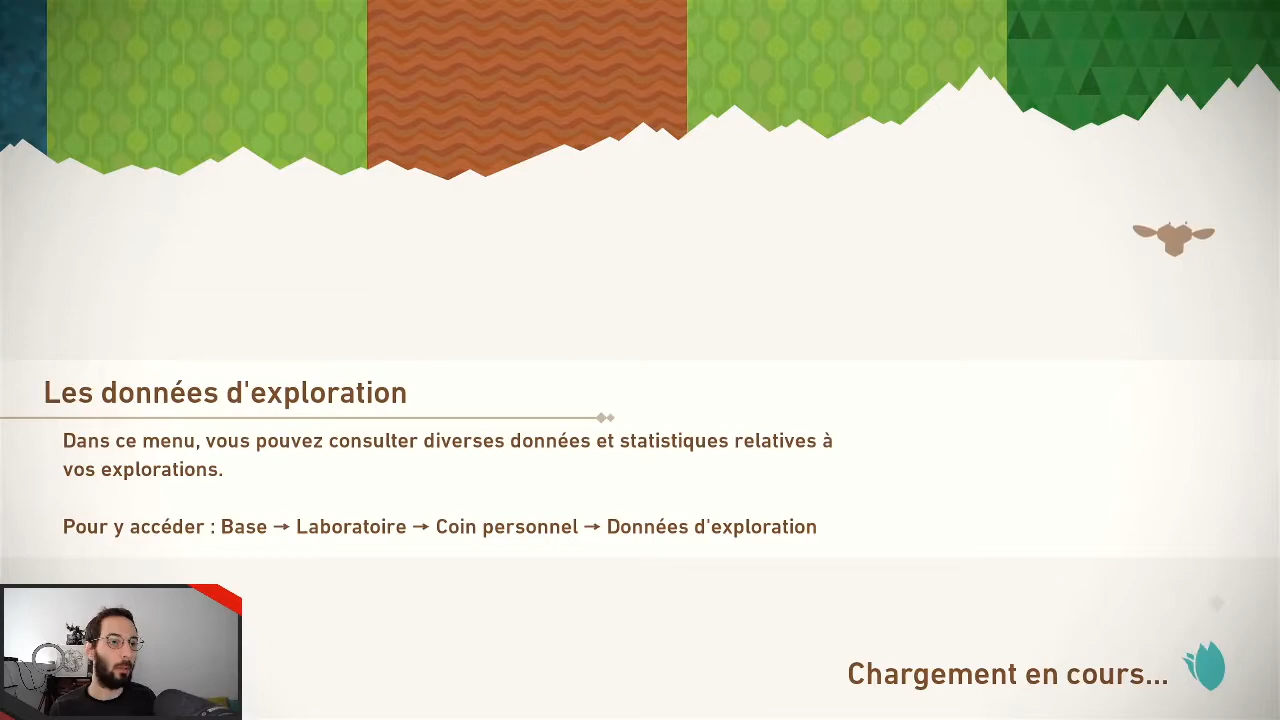 Les données d'exploration
Dans ce menu, vous pouvez consulter diverses données et statistiques relatives à
vos explorations.
Pour y accéder : Base → Laboratoire → Coin personnel → Données d'exploration
Chargement en cours...